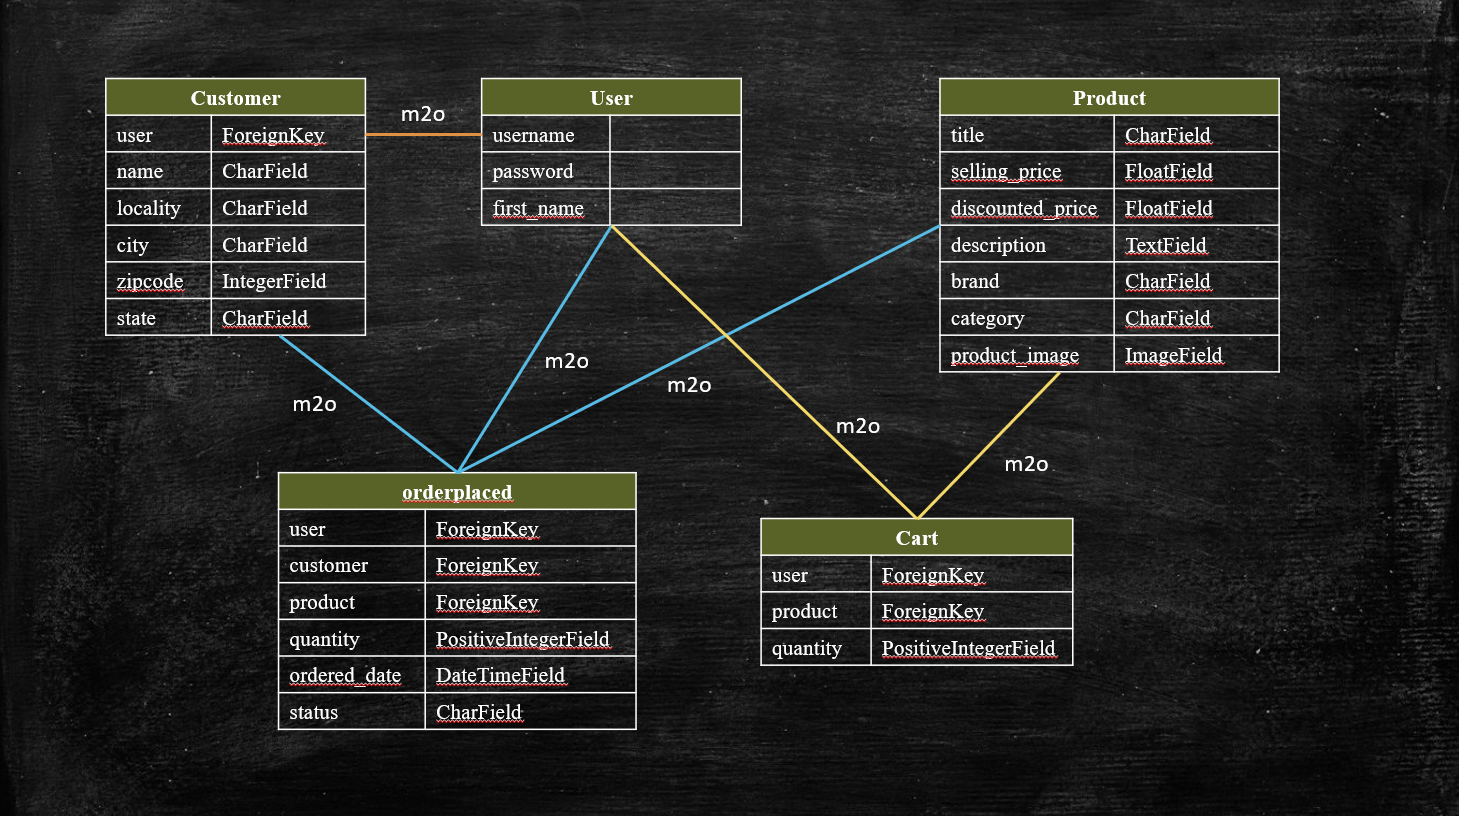 Customer
user ForeignKey
name CharField
locality CharField
city CharField
zipcode IntegerField
state CharField
m2o
User
username
password
first_name
Product
title CharField
selling_price FloatField
discounted_price FloatField
description TextField
brand CharField
category CharField
product_image ImageField
m2o
m2o
m2o
m2o
m2o
orderplaced
user ForeignKey
customer ForeignKey
product ForeignKey
quantity PositiveIntegerField
ordered_date DateTimeField
status CharField
Cart
user ForeignKey
product ForeignKey
quantity PositiveIntegerField